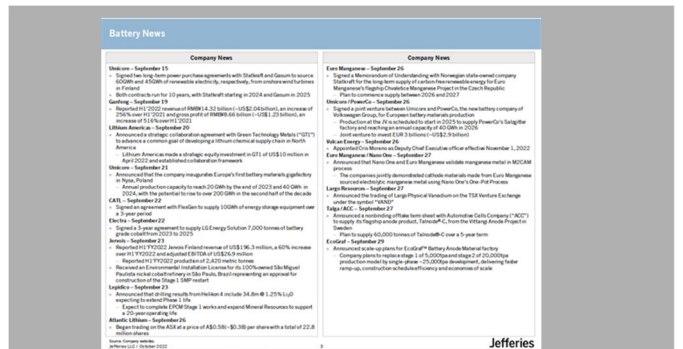 Battery News
Company News
Umicore – September 15
Signed two long-term power purchase agreements with Statkraft and Gasum to source
60GWh and 45GWh of renewable electricity, respectively, from onshore wind turbines
in Finland
Both contracts run for 10 years, with Statkraft starting in 2024 and Gasum in 2025
Ganfeng – September 19
Reported H1'2022 revenue of RMB¥14.32 billion (~US$2.04 billion), an increase of
256% over H1'2021 and gross profit of RMB¥8.66 billion (~US$1.23 billion), an
increase of 516% over H1'2021
Lithium Americas – September 20
Announced a strategic collaboration agreement with Green Technology Metals ("GT1")
to advance a common goal of developing a lithium chemical supply chain in North
America
Lithium Americas made a strategic equity investment in GT1 of US$10 million in
April 2022 and established collaboration framework
Umicore – September 21
Announced that the company inaugurates Europe's first battery materials gigafactory
in Nysa, Poland
Annual production capacity to reach 20 GWh by the end of 2023 and 40 GWh in
2024, with the potential to rise to over 200 GWh in the second half of the decade
CATL – September 22
Signed an agreement with FlexGen to supply 10GWh of energy storage equipment over
a 3-year period
Electra – September 22
Signed a 3-year agreement to supply LG Energy Solution 7,000 tonnes of battery
grade cobalt from 2023 to 2025
Jervois – September 23
Reported H1'FY2022 Jervois Finland revenue of US$196.3 million, a 60% increase
over H1'FY2022 and adjusted EBITDA of US$26.9 million
Reported H1'FY2022 production of 2,420 metric tonnes
Received an Environmental Installation License for its 100% owned São Miguel
Paulista nickel cobalt refinery in São Paulo, Brazil representing an approval for
construction of the Stage 1 SMP restart
Lepidico – September 23
Announced that drilling results from Helikon 4 include 34.8m @ 1.25% Li₂O
expecting to extend Phase 1 life
Expect to complete EPCM Stage 1 works and expand Mineral Resources to support
a 20-year operating life
Atlantic Lithium – September 26
Began trading on the ASX at a price of A$0.58 (~$0.38) per share with a total of 22.8
million shares
Company News
Euro Manganese – September 26
Signed a Memorandum of Understanding with Norwegian state-owned company
Statkraft for the long-term supply of carbon-free renewable energy for Euro
Manganese's flagship Chvaletice Manganese Project in the Czech Republic
Plan to commence supply between 2026 and 2027
Umicore / PowerCo – September 26
Signed a joint venture between Umicore and PowerCo, the new battery company of
Volkswagen Group, for European battery materials production
Production at the JV is scheduled to start in 2025 to supply PowerCo's Salzgitter
factory and reaching an annual capacity of 40 GWh in 2026
Joint venture to invest EUR 3 billion (~US$2.9 billion)
Vulcan Energy – September 26
Appointed Cris Moreno as Deputy Chief Executive officer effective November 1, 2022
Euro Manganese / Nano One – September 27
Announced that Nano One and Euro Manganese validate manganese metal in M2CAM
process
The companies jointly demonstrated cathode materials made from Euro Manganese
sourced electrolytic manganese metal using Nano One's One-Pot Process
Largo Resources – September 27
Announced the trading of Largo Physical Vanadium on the TSX Venture Exchange
under the symbol "VAND"
Talga / ACC – September 27
Announced a nonbinding offtake term sheet with Automotive Cells Company ("ACC")
to supply its flagship anode product, Talnode®-C, from the Vittangi Anode Project in
Sweden
Plan to supply 60,000 tonnes of Talnode®-C over a 5-year term
EcoGraf – September 29
Announced scale-up plans for EcoGraf™ Battery Anode Material factory
Company plans to replace stage 1 of 5,000tpa and stage 2 of 20,000tpa
production model by single-phase ~25,000tpa development, delivering faster
ramp-up, construction schedule efficiency and economies of scale
Source: Company websites.
Jefferies LLC / October 2022
3
Jefferies